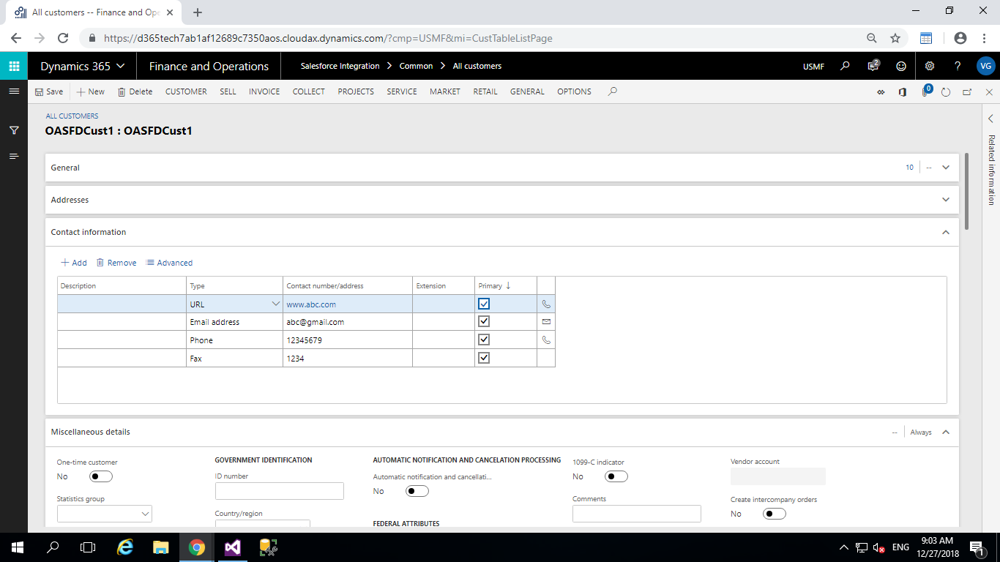 All customers -- Finance and Ope
https://d365tech7ab1af12689c7350aos.cloudax.dynamics.com/?cmp=USMF&mi=CustTableListPage
Dynamics 365 Finance and Operations Salesforce Integration Common All customers USMF 2 ? VG
Save New Delete CUSTOMER SELL INVOICE COLLECT PROJECTS SERVICE MARKET RETAIL GENERAL OPTIONS 0
ALL CUSTOMERS
OASFDCust1 : OASFDCust1
Related information
General 10 --
Addresses
Contact information
Add Remove Advanced
Description Type Contact number/address Extension Primary
URL www.abc.com
Email address abc@gmail.com
Phone 12345679
Fax 1234
Miscellaneous details -- Always
One-time customer
No
Statistics group
GOVERNMENT IDENTIFICATION
ID number
Country/region
AUTOMATIC NOTIFICATION AND CANCELATION PROCESSING
Automatic notification and cancellati...
No
FEDERAL ATTRIBUTES
1099-C indicator
No
Comments
Vendor account
Create intercompany orders
No
ENG
9:03 AM
12/27/2018
1